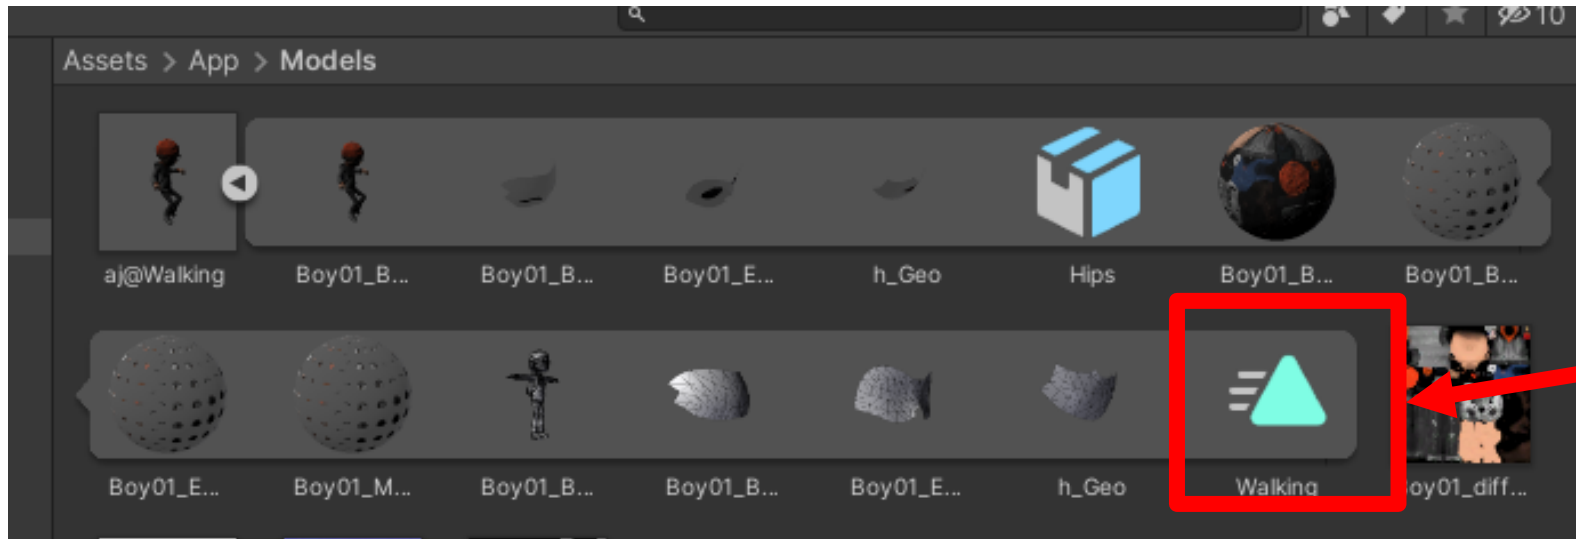 10
Assets > App > Models
aj@Walking Boy01_B... Boy01_B... Boy01_E... h_Geo Hips Boy01_B... Boy01_B...
Boy01_E... Boy01_M... Boy01_B... Boy01_B... Boy01_E... h_Geo Walking oy01_diff...